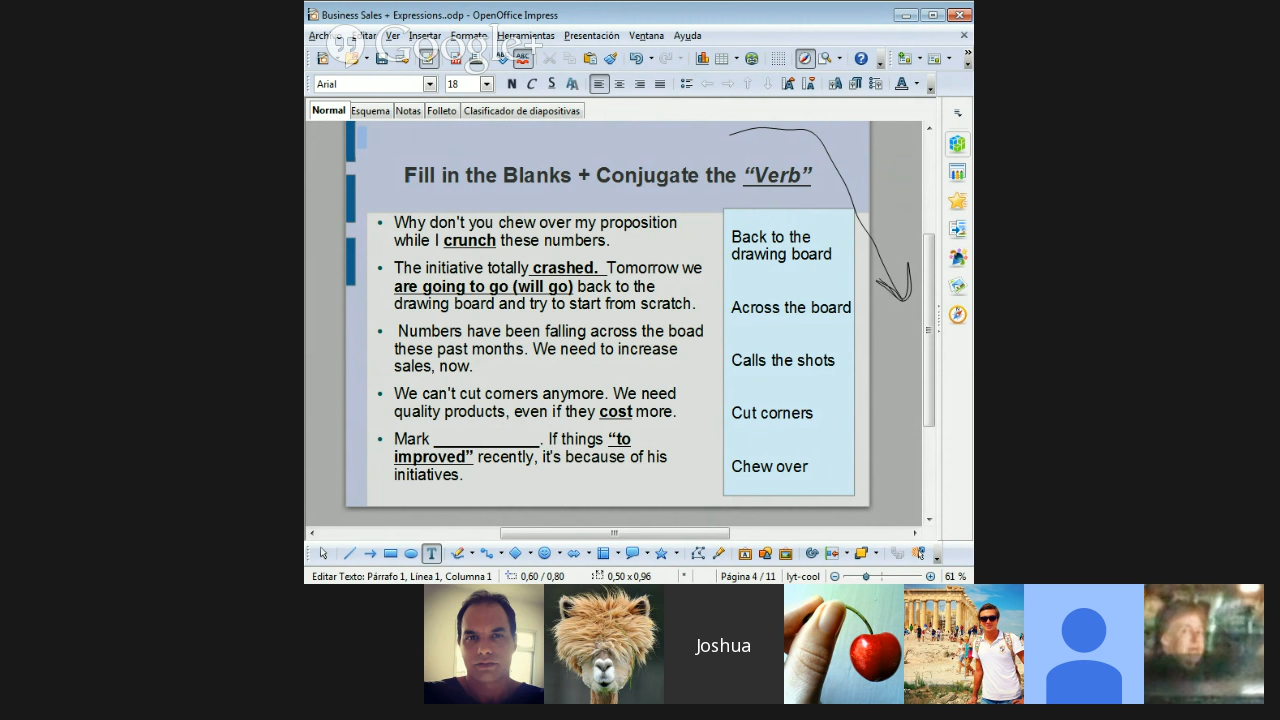 Business Sales + Expressions..odp - OpenOffice Impress
Google+
Archivo Editar Ver Insertar Formato Herramientas Presentación Ventana Ayuda
Arial 18 N C S
Normal Esquema Notas Folleto Clasificador de diapositivas
Fill in the Blanks + Conjugate the “Verb”
• Why don't you chew over my proposition
while I crunch these numbers.
• The initiative totally crashed. Tomorrow we
are going to go (will go) back to the
drawing board and try to start from scratch.
• Numbers have been falling across the boad
these past months. We need to increase
sales, now.
• We can't cut corners anymore. We need
quality products, even if they cost more.
• Mark ____________. If things “to
improved” recently, it's because of his
initiatives.
Back to the
drawing board
Across the board
Calls the shots
Cut corners
Chew over
Editar Texto: Párrafo 1, Línea 1, Columna 1 0,60 / 0,80 0,50 x 0,96 * Página 4 / 11 lyt-cool 61 %
Joshua